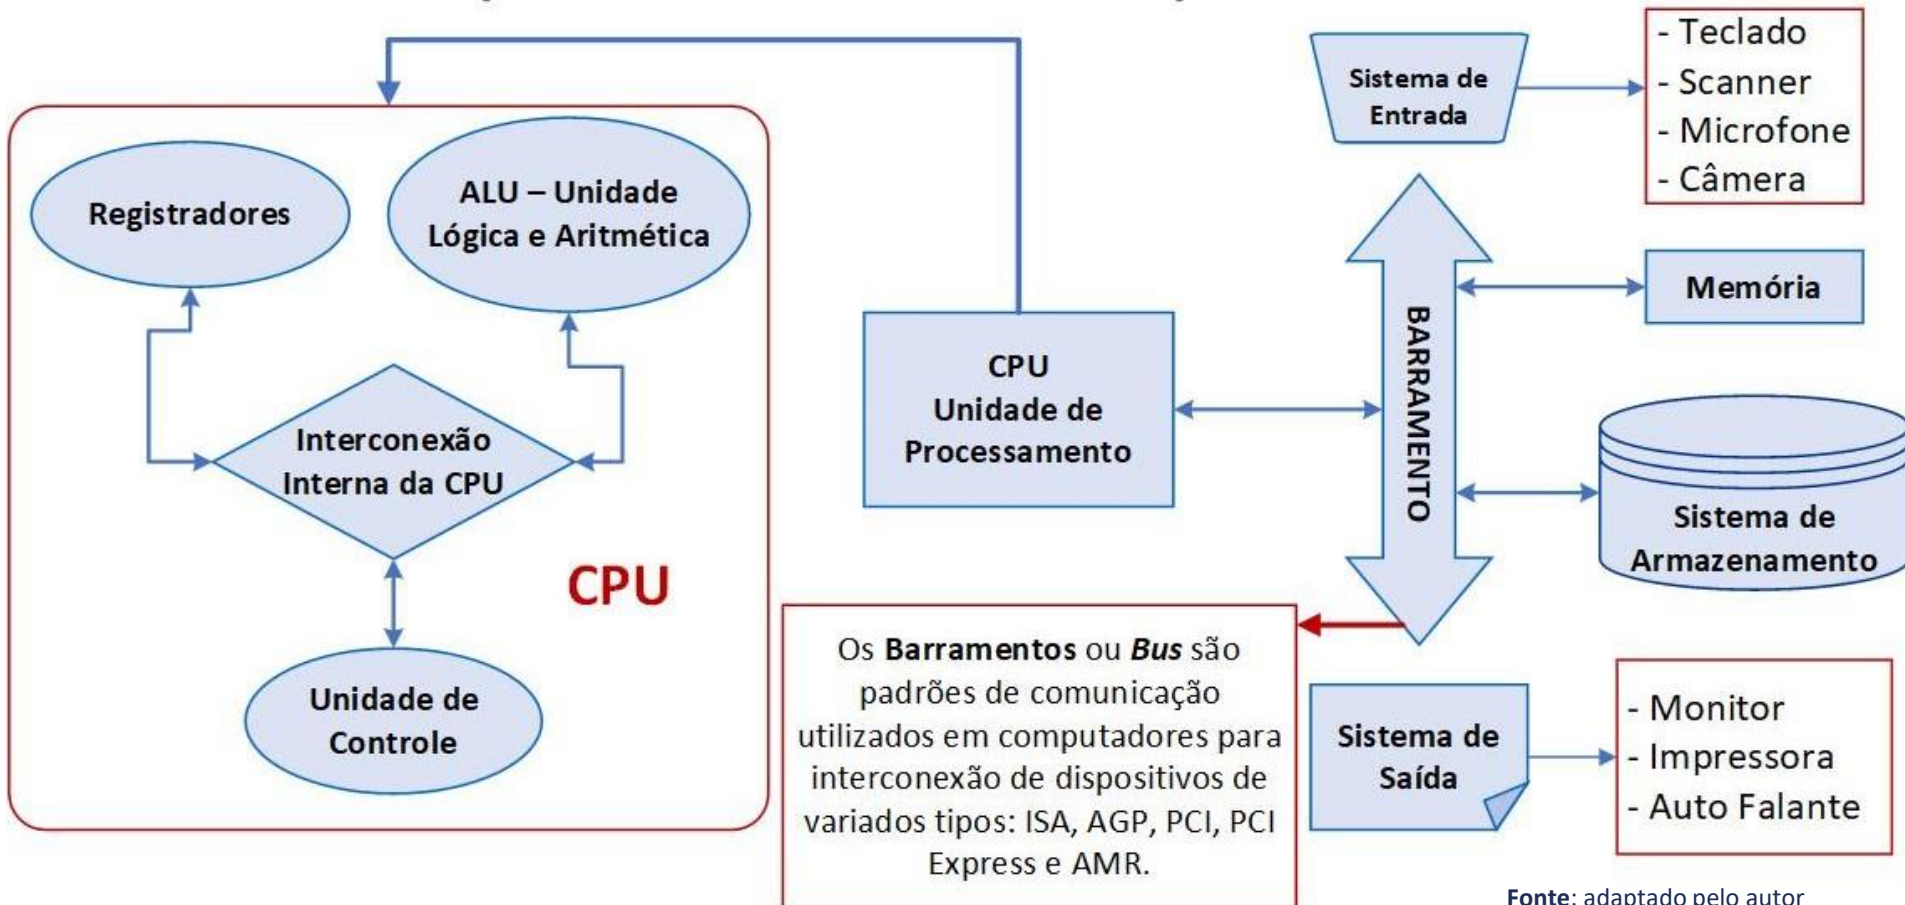 Registradores
ALU – Unidade
Lógica e Aritmética
Interconexão
Interna da CPU
CPU
Unidade de
Controle
CPU
Unidade de
Processamento
Sistema de
Entrada
- Teclado
- Scanner
- Microfone
- Câmera
BARRAMENTO
Memória
Sistema de
Armazenamento
Os Barramentos ou Bus são
padrões de comunicação
utilizados em computadores para
interconexão de dispositivos de
variados tipos: ISA, AGP, PCI, PCI
Express e AMR.
Sistema de
Saída
- Monitor
- Impressora
- Auto Falante
Fonte: adaptado pelo autor